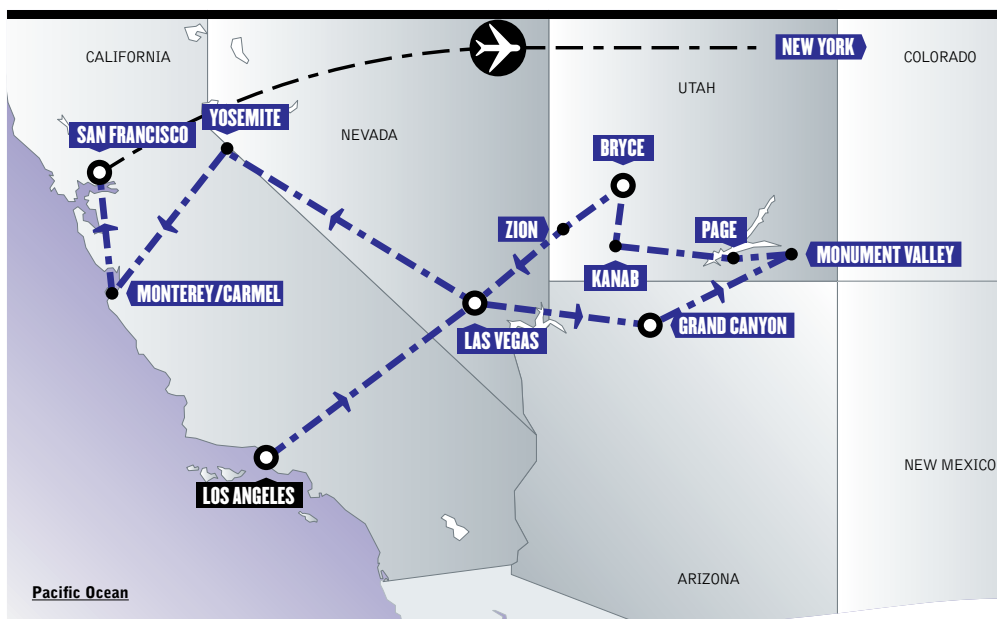 NEW YORK
CALIFORNIA
COLORADO
UTAH
YOSEMITE
SAN FRANCISCO
NEVADA
BRYCE
ZION
PAGE
MONUMENT VALLEY
KANAB
MONTEREY/CARMEL
GRAND CANYON
LAS VEGAS
NEW MEXICO
LOS ANGELES
ARIZONA
Pacific Ocean